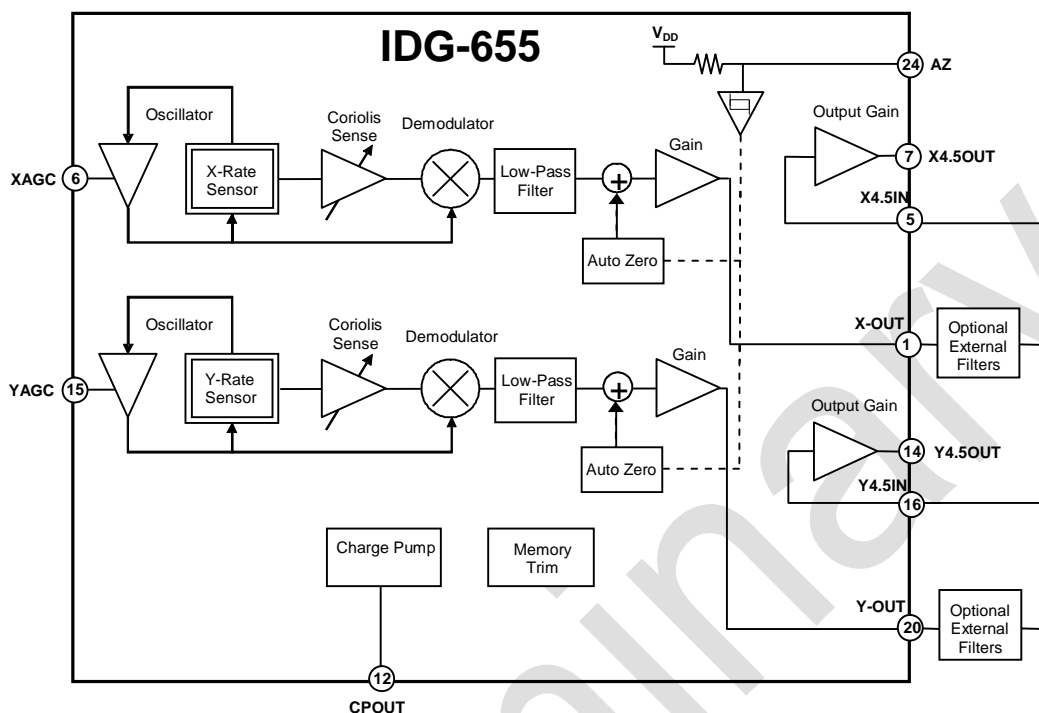 IDG-655
VDD
24
AZ
Oscillator
Coriolis
Sense
Demodulator
Output Gain
XAGC
6
X-Rate
Sensor
Low-Pass
Filter
+
Gain
7
X4.5OUT
X4.5IN
5
Auto Zero
Oscillator
Coriolis
Sense
Demodulator
X-OUT
1
Optional
External
Filters
YAGC
15
Y-Rate
Sensor
Low-Pass
Filter
+
Gain
Output Gain
14
Y4.5OUT
Auto Zero
Y4.5IN
16
Charge Pump
Memory
Trim
Y-OUT
20
Optional
External
Filters
12
CPOUT